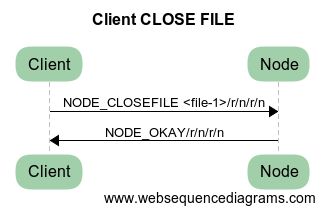 Client CLOSE FILE
Client Node
NODE_CLOSEFILE <file-1>/r/n/r/n
NODE_OKAY/r/n/r/n
Client Node
www.websequencediagrams.com